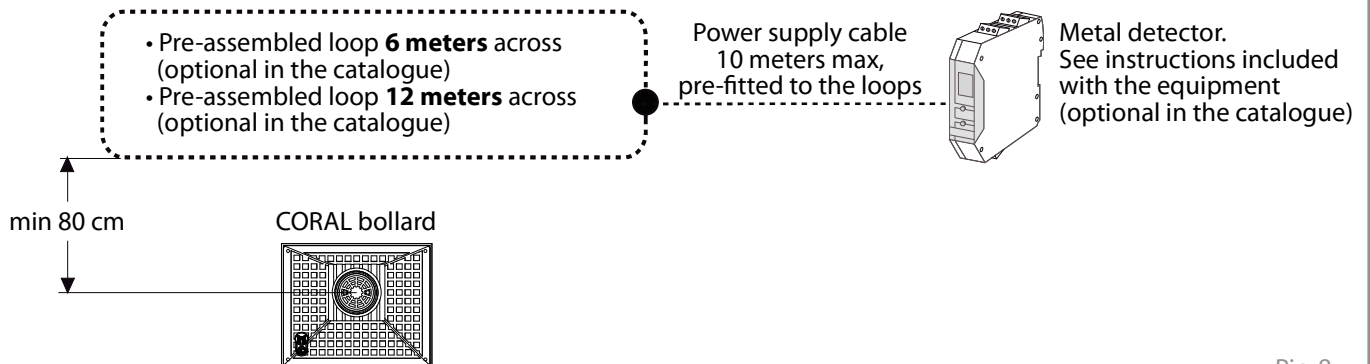 • Pre-assembled loop 6 meters across
(optional in the catalogue)
• Pre-assembled loop 12 meters across
(optional in the catalogue)
Power supply cable
10 meters max,
pre-fitted to the loops
Metal detector.
See instructions included
with the equipment
(optional in the catalogue)
min 80 cm
CORAL bollard